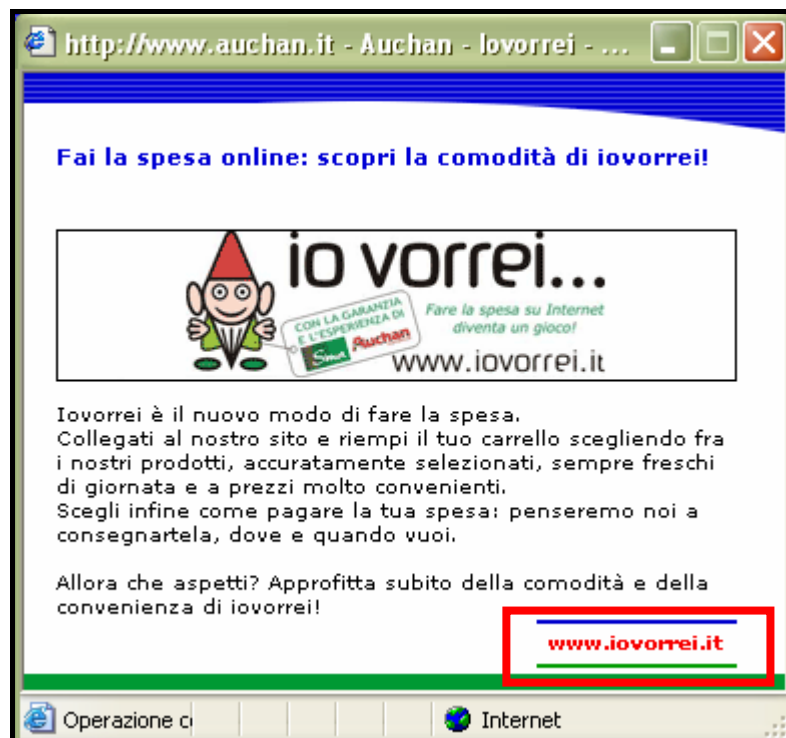 http://www.auchan.it - Auchan - Iovorrei - ...
Fai la spesa online: scopri la comodità di iovorrei!
io vorrei...
CON LA GARANZIA
E L'ESPERIENZA DI
Sma Auchan
Fare la spesa su Internet
diventa un gioco!
www.iovorrei.it
Iovorrei è il nuovo modo di fare la spesa.
Collegati al nostro sito e riempi il tuo carrello scegliendo fra
i nostri prodotti, accuratamente selezionati, sempre freschi
di giornata e a prezzi molto convenienti.
Scegli infine come pagare la tua spesa: penseremo noi a
consegnartela, dove e quando vuoi.
Allora che aspetti? Approfitta subito della comodità e della
convenienza di iovorrei!
www.iovorrei.it
Operazione co
Internet